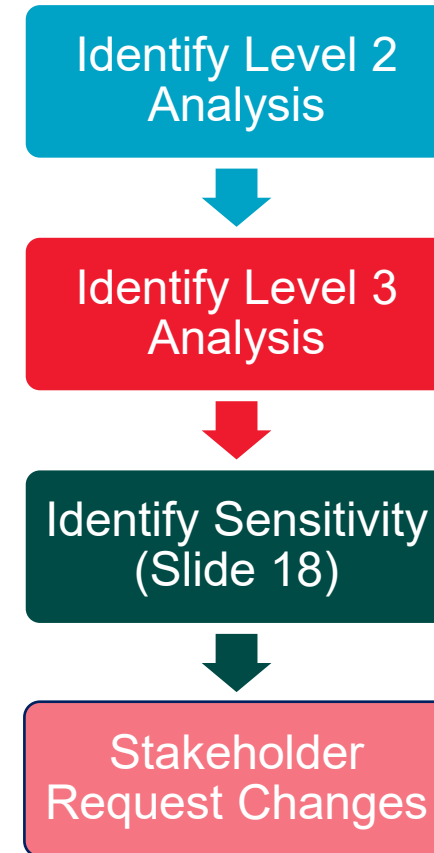 Identify Level 2
Analysis
Identify Level 3
Analysis
Identify Sensitivity
(Slide 18)
Stakeholder
Request Changes